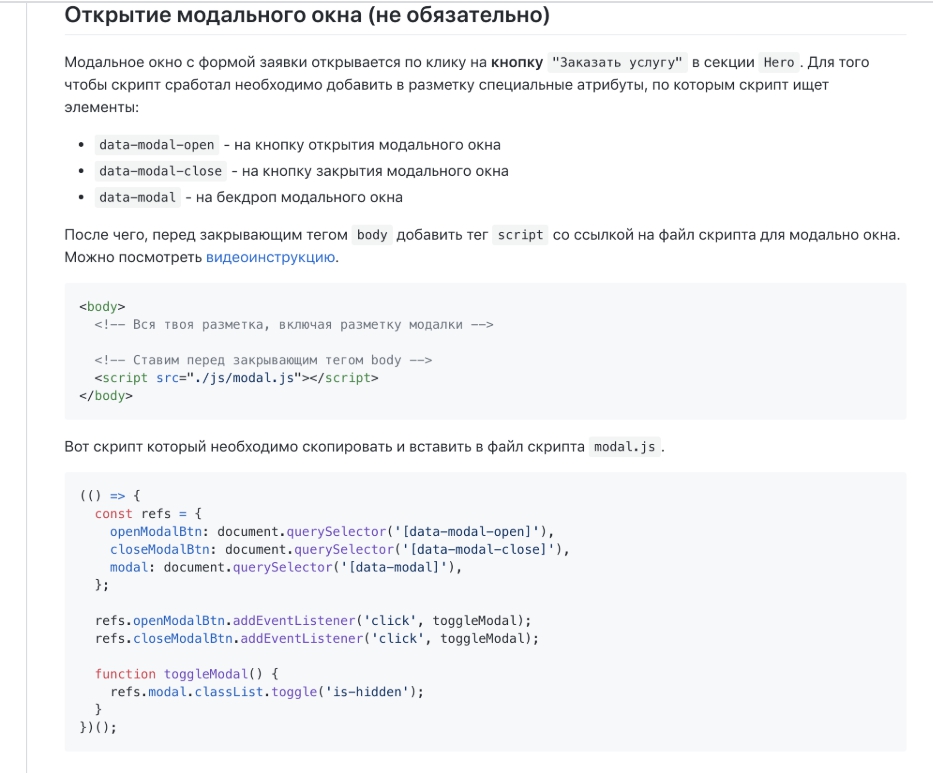 Открытие модального окна (не обязательно)
Модальное окно с формой заявки открывается по клику на кнопку "Заказать услугу" в секции Hero . Для того
чтобы скрипт сработал необходимо добавить в разметку специальные атрибуты, по которым скрипт ищет
элементы:
• data-modal-open - на кнопку открытия модального окна
• data-modal-close - на кнопку закрытия модального окна
• data-modal - на бекдроп модального окна
После чего, перед закрывающим тегом body добавить тег script со ссылкой на файл скрипта для модально окна.
Можно посмотреть видеоинструкцию.
<body>
  <!-- Вся твоя разметка, включая разметку модалки -->
  <!-- Ставим перед закрывающим тегом body -->
  <script src="./js/modal.js"></script>
</body>
Вот скрипт который необходимо скопировать и вставить в файл скрипта modal.js .
(() => {
  const refs = {
    openModalBtn: document.querySelector('[data-modal-open]'),
    closeModalBtn: document.querySelector('[data-modal-close]'),
    modal: document.querySelector('[data-modal]'),
  };
  refs.openModalBtn.addEventListener('click', toggleModal);
  refs.closeModalBtn.addEventListener('click', toggleModal);
  function toggleModal() {
    refs.modal.classList.toggle('is-hidden');
  }
})();